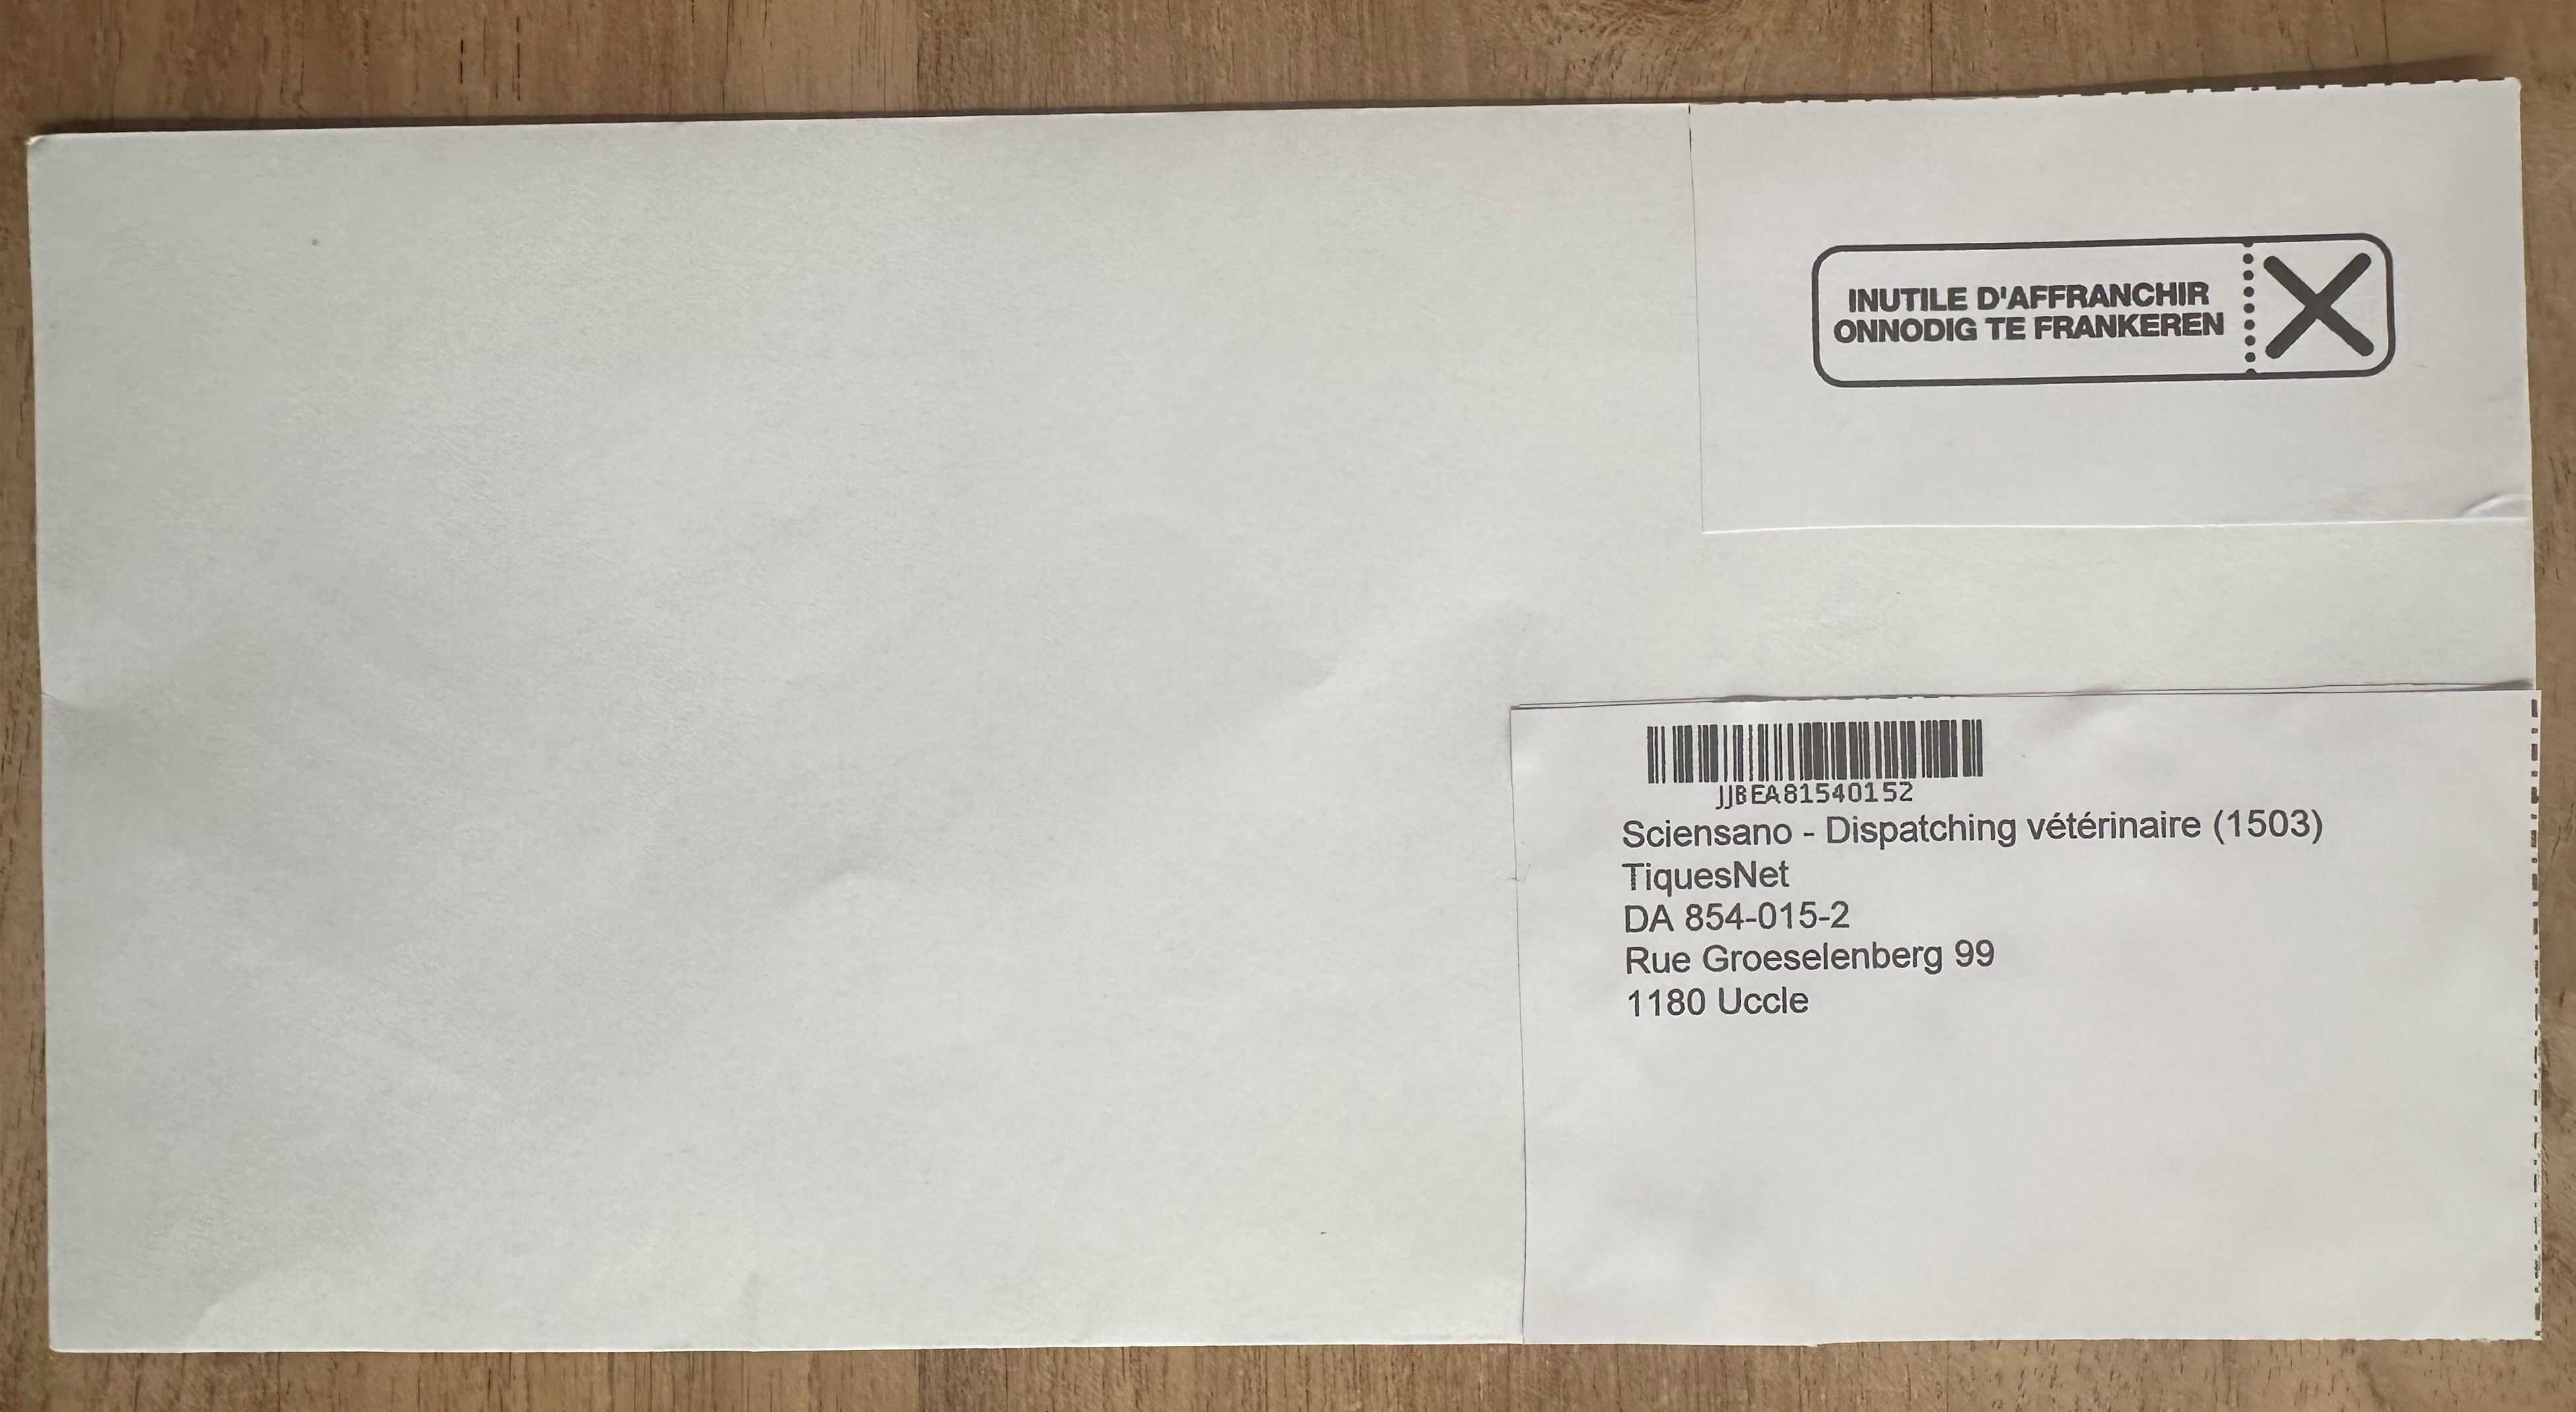 INUTILE D'AFFRANCHIR
ONNODIG TE FRANKEREN
JJBEA81540152
Sciensano - Dispatching vétérinaire (1503)
TiquesNet
DA 854-015-2
Rue Groeselenberg 99
1180 Uccle